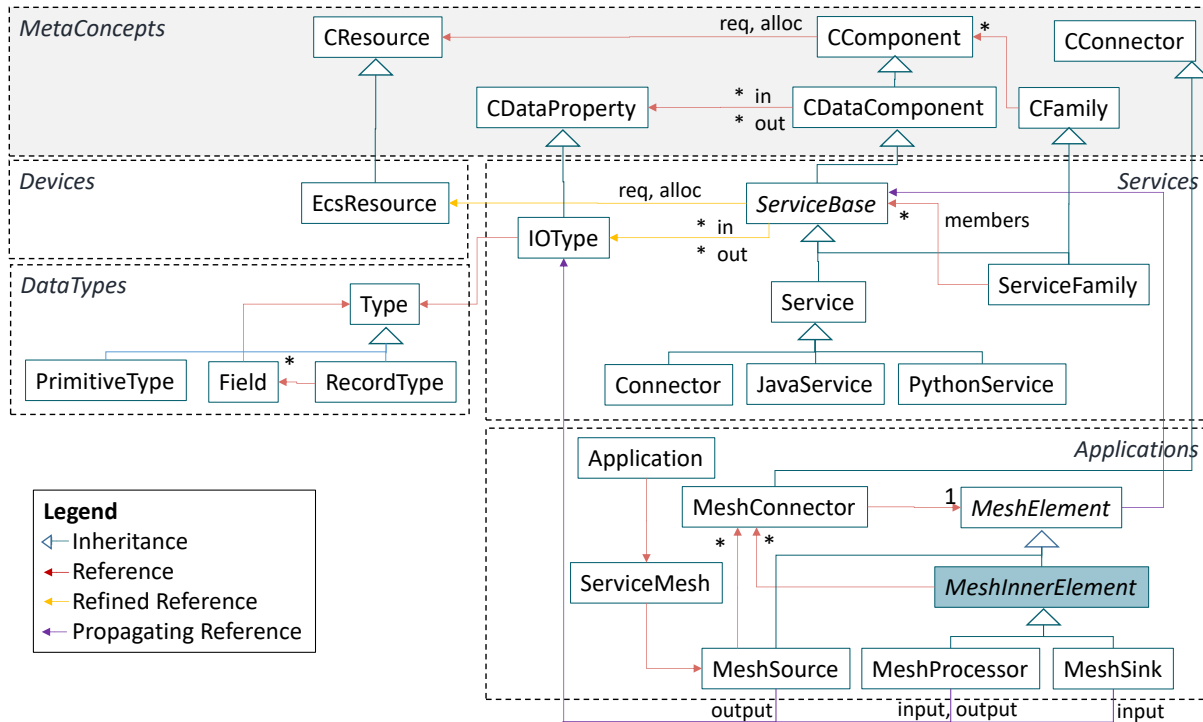 MetaConcepts
CResource
req, alloc
CComponent
*
CConnector
CDataProperty
* in
* out
CDataComponent
CFamily
Devices
EcsResource
req, alloc
ServiceBase
Services
*
members
IOType
* in
* out
ServiceFamily
DataTypes
Type
Service
PrimitiveType
Field
*
RecordType
Connector
JavaService
PythonService
Applications
Application
MeshConnector
1
MeshElement
*
*
ServiceMesh
MeshInnerElement
MeshSource
MeshProcessor
MeshSink
output
input, output
input
Legend
Inheritance
Reference
Refined Reference
Propagating Reference